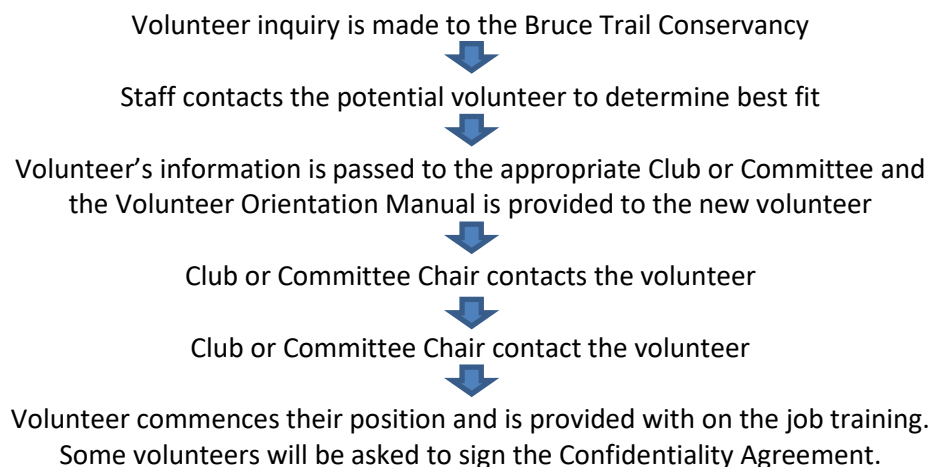 Volunteer inquiry is made to the Bruce Trail Conservancy
Staff contacts the potential volunteer to determine best fit
Volunteer’s information is passed to the appropriate Club or Committee and
the Volunteer Orientation Manual is provided to the new volunteer
Club or Committee Chair contacts the volunteer
Club or Committee Chair contact the volunteer
Volunteer commences their position and is provided with on the job training.
Some volunteers will be asked to sign the Confidentiality Agreement.